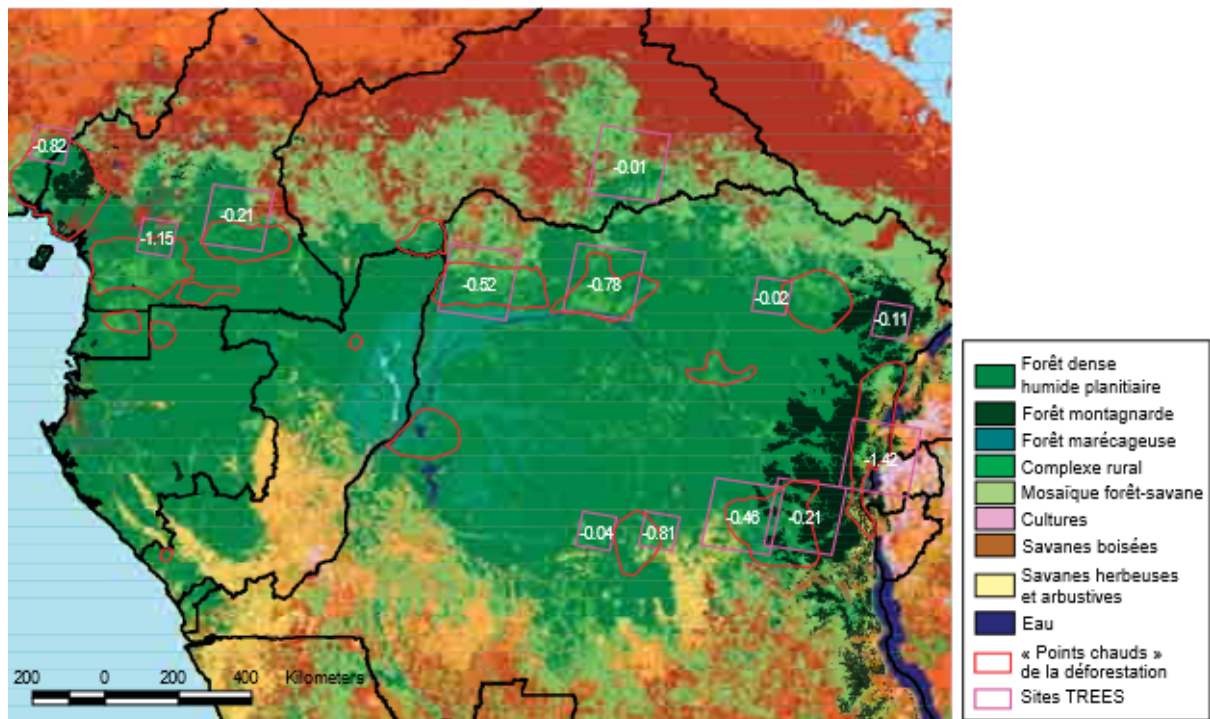 -0.82
-0.01
-0.21
-1.15
-0.52
-0.78
-0.02
-0.11
-1.42
-0.04
-0.81
-0.46
-0.21
200 0 200 400 Kilometers
Forêt dense
humide planitiaire
Forêt montagnarde
Forêt marécageuse
Complexe rural
Mosaïque forêt-savane
Cultures
Savanes boisées
Savanes herbeuses
et arbustives
Eau
« Points chauds »
de la déforestation
Sites TREES